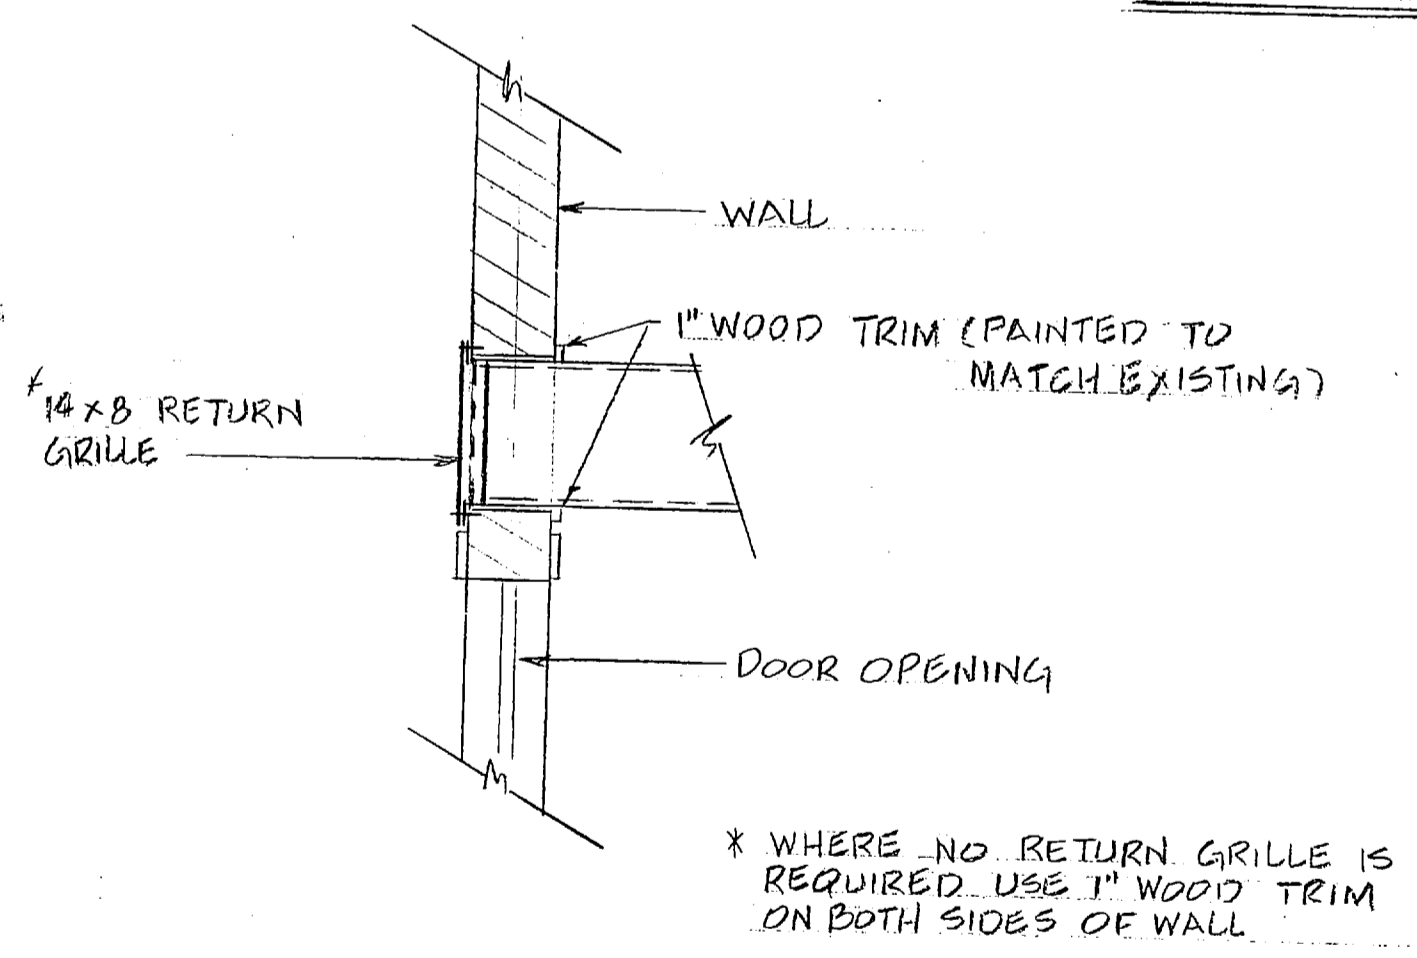 WALL
1" WOOD TRIM (PAINTED TO
MATCH EXISTING)
* 14 x 8 RETURN
GRILLE
DOOR OPENING
* WHERE NO RETURN GRILLE IS
REQUIRED USE 1" WOOD TRIM
ON BOTH SIDES OF WALL